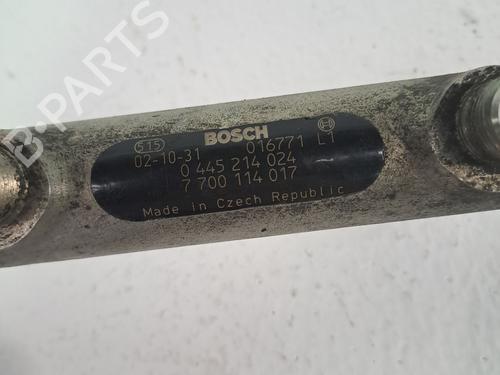 515 BOSCH
02-10-31 016771 L1
0 445 214 024
7 700 114 017
Made in Czech Republic
B-PARTS